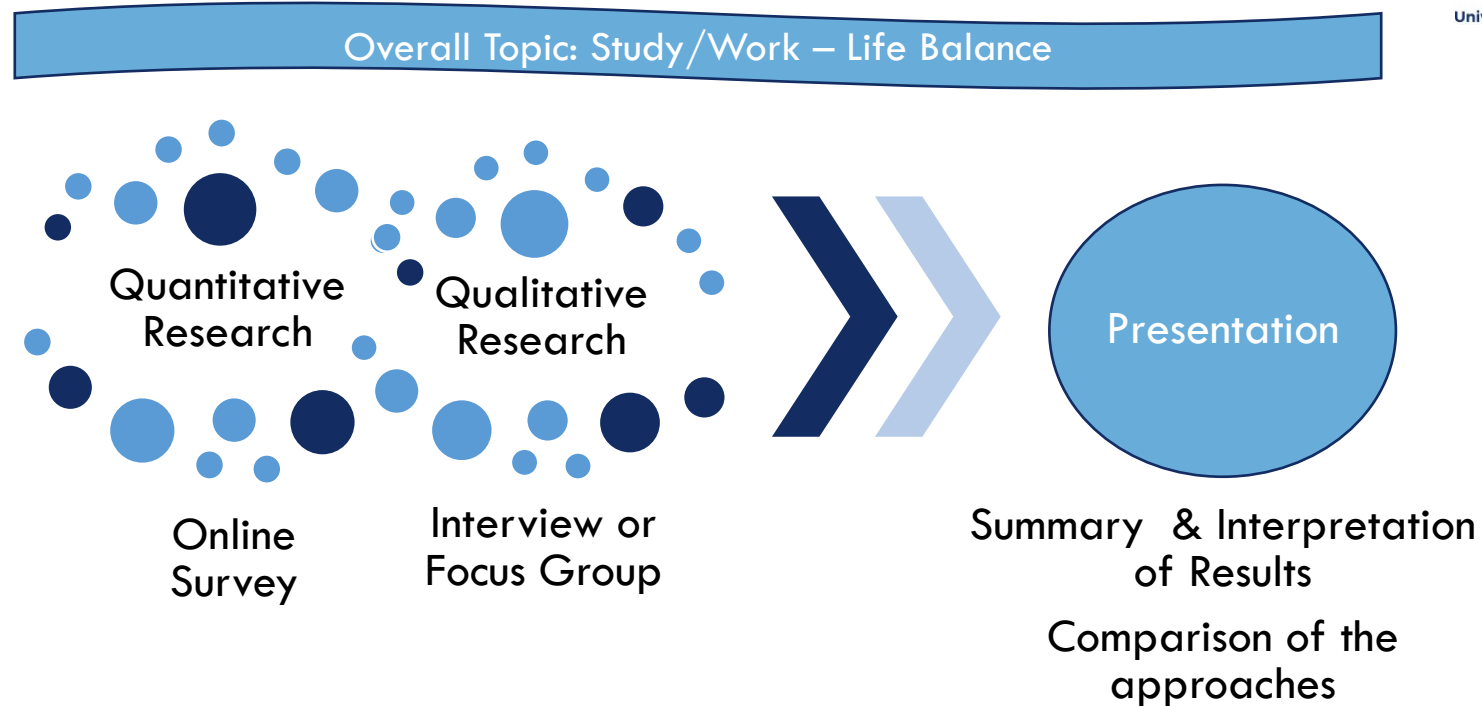 Overall Topic: Study/Work – Life Balance
Quantitative
Research
Qualitative
Research
Presentation
Online
Survey
Interview or
Focus Group
Summary & Interpretation
of Results
Comparison of the
approaches